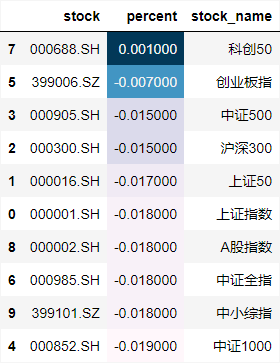 stock percent stock_name
7 000688.SH 0.001000 科创50
5 399006.SZ -0.007000 创业板指
3 000905.SH -0.015000 中证500
2 000300.SH -0.015000 沪深300
1 000016.SH -0.017000 上证50
0 000001.SH -0.018000 上证指数
8 000002.SH -0.018000 A股指数
6 000985.SH -0.018000 中证全指
9 399101.SZ -0.018000 中小综指
4 000852.SH -0.019000 中证1000